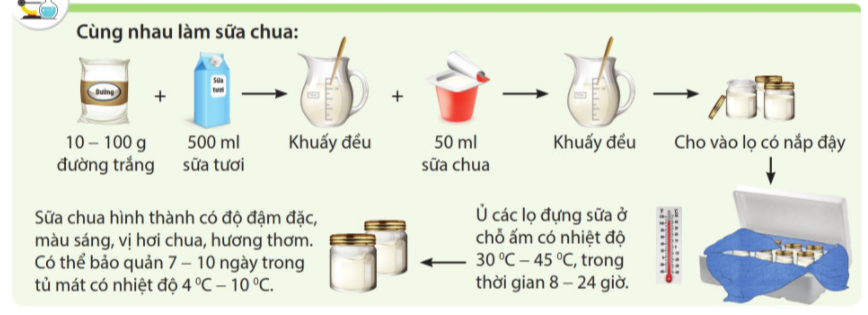 Cùng nhau làm sữa chua:
Đường
Sữa
tươi
10 – 100 g
đường trắng
+
500 ml
sữa tươi
Khuấy đều
+
50 ml
sữa chua
Khuấy đều
Cho vào lọ có nắp đậy
Ủ các lọ đựng sữa ở
chỗ ấm có nhiệt độ
30 ⁰C – 45 ⁰C, trong
thời gian 8 – 24 giờ.
Sữa chua hình thành có độ đậm đặc,
màu sáng, vị hơi chua, hương thơm.
Có thể bảo quản 7 – 10 ngày trong
tủ mát có nhiệt độ 4 ⁰C – 10 ⁰C.